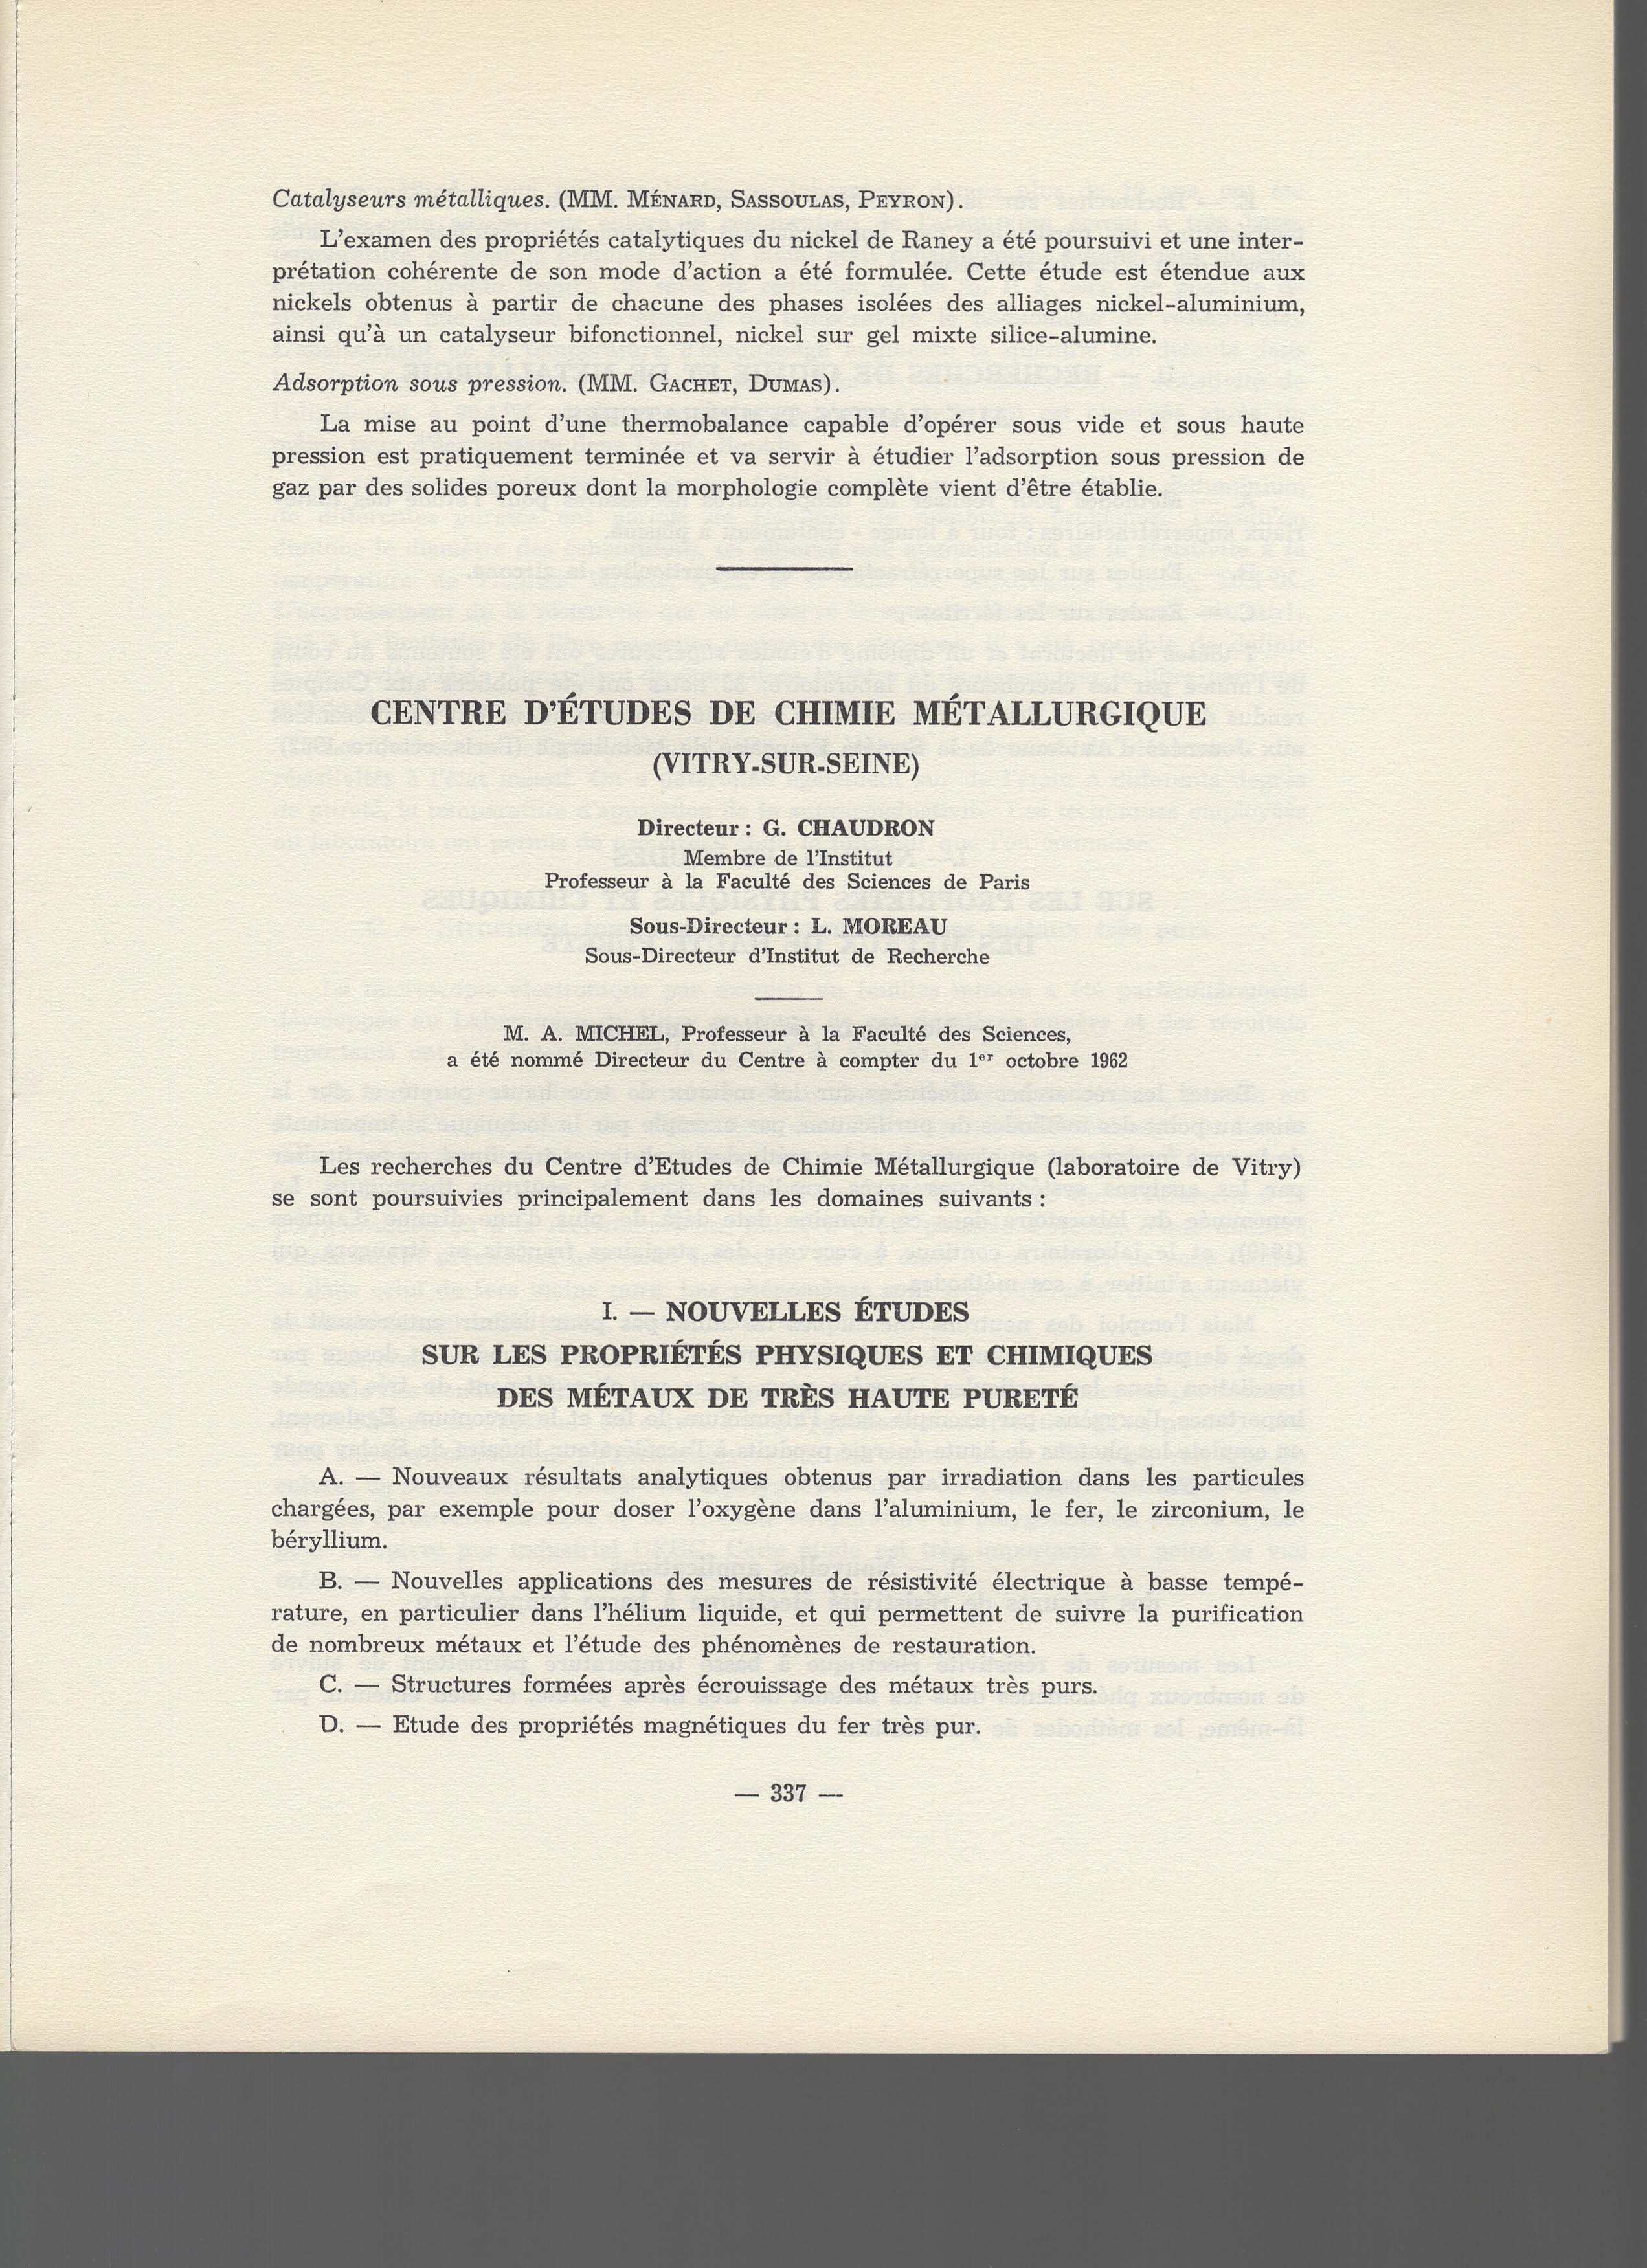 Catalyseurs métalliques. (MM. MÉNARD, SASSOULAS, PEYRON).
L'examen des propriétés catalytiques du nickel de Raney a été poursuivi et une inter-
prétation cohérente de son mode d'action a été formulée. Cette étude est étendue aux
nickels obtenus à partir de chacune des phases isolées des alliages nickel-aluminium,
ainsi qu'à un catalyseur bifonctionnel, nickel sur gel mixte silice-alumine.
Adsorption sous pression. (MM. GACHET, DUMAS).
La mise au point d'une thermobalance capable d'opérer sous vide et sous haute
pression est pratiquement terminée et va servir à étudier l'adsorption sous pression de
gaz par des solides poreux dont la morphologie complète vient d'être établie.
CENTRE D'ÉTUDES DE CHIMIE MÉTALLURGIQUE
(VITRY-SUR-SEINE)
Directeur : G. CHAUDRON
Membre de l'Institut
Professeur à la Faculté des Sciences de Paris
Sous-Directeur : L. MOREAU
Sous-Directeur d'Institut de Recherche
M. A. MICHEL, Professeur à la Faculté des Sciences,
a été nommé Directeur du Centre à compter du 1er octobre 1962
Les recherches du Centre d'Etudes de Chimie Métallurgique (laboratoire de Vitry)
se sont poursuivies principalement dans les domaines suivants :
I. — NOUVELLES ÉTUDES
SUR LES PROPRIÉTÉS PHYSIQUES ET CHIMIQUES
DES MÉTAUX DE TRÈS HAUTE PURETÉ
A. — Nouveaux résultats analytiques obtenus par irradiation dans les particules
chargées, par exemple pour doser l'oxygène dans l'aluminium, le fer, le zirconium, le
béryllium.
B. — Nouvelles applications des mesures de résistivité électrique à basse tempé-
rature, en particulier dans l'hélium liquide, et qui permettent de suivre la purification
de nombreux métaux et l'étude des phénomènes de restauration.
C. — Structures formées après écrouissage des métaux très purs.
D. — Etude des propriétés magnétiques du fer très pur.
— 337 —